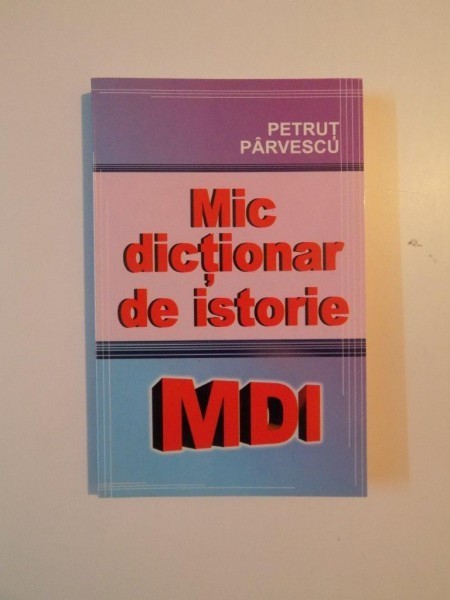 PETRUȚ
PÂRVESCU
Mic
dicționar
de istorie
MDI